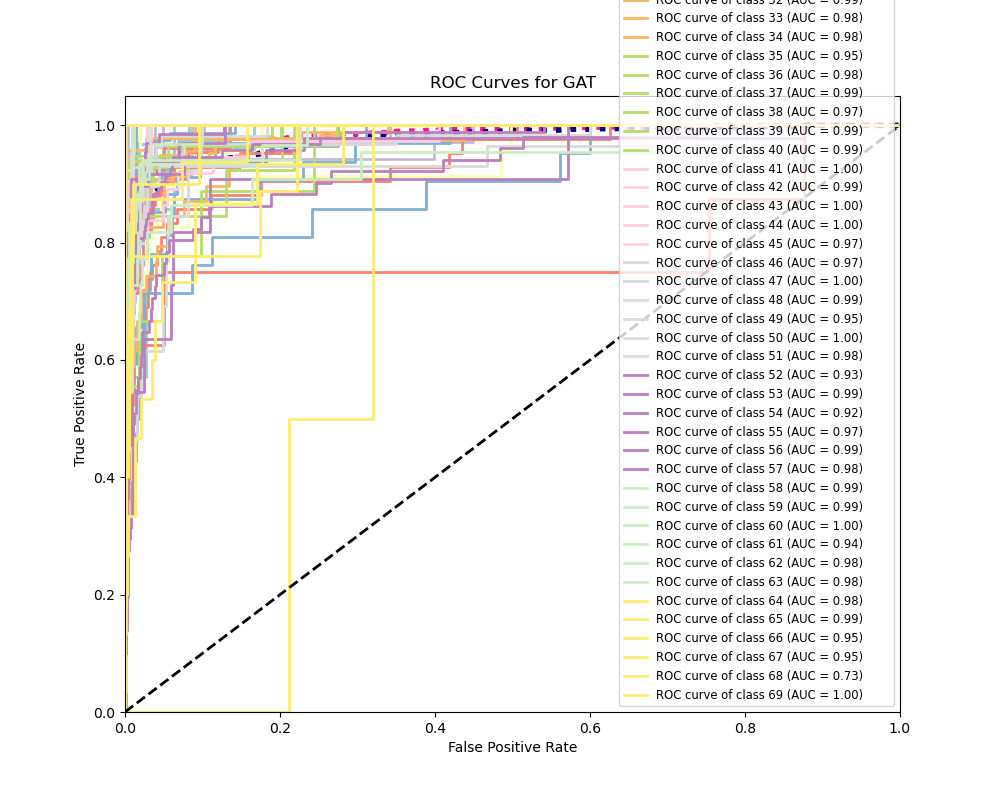 ROC curve of class 32 (AUC = 0.99)
ROC curve of class 33 (AUC = 0.98)
ROC curve of class 34 (AUC = 0.98)
ROC curve of class 35 (AUC = 0.95)
ROC curve of class 36 (AUC = 0.98)
ROC Curves for GAT
ROC curve of class 37 (AUC = 0.99)
ROC curve of class 38 (AUC = 0.97)
ROC curve of class 39 (AUC = 0.99)
ROC curve of class 40 (AUC = 0.99)
ROC curve of class 41 (AUC = 1.00)
ROC curve of class 42 (AUC = 0.99)
ROC curve of class 43 (AUC = 1.00)
ROC curve of class 44 (AUC = 1.00)
ROC curve of class 45 (AUC = 0.97)
ROC curve of class 46 (AUC = 0.97)
ROC curve of class 47 (AUC = 1.00)
ROC curve of class 48 (AUC = 0.99)
ROC curve of class 49 (AUC = 0.95)
ROC curve of class 50 (AUC = 1.00)
ROC curve of class 51 (AUC = 0.98)
ROC curve of class 52 (AUC = 0.93)
ROC curve of class 53 (AUC = 0.99)
ROC curve of class 54 (AUC = 0.92)
ROC curve of class 55 (AUC = 0.97)
ROC curve of class 56 (AUC = 0.99)
ROC curve of class 57 (AUC = 0.98)
ROC curve of class 58 (AUC = 0.99)
ROC curve of class 59 (AUC = 0.99)
ROC curve of class 60 (AUC = 1.00)
ROC curve of class 61 (AUC = 0.94)
ROC curve of class 62 (AUC = 0.98)
ROC curve of class 63 (AUC = 0.98)
ROC curve of class 64 (AUC = 0.98)
ROC curve of class 65 (AUC = 0.99)
ROC curve of class 66 (AUC = 0.95)
ROC curve of class 67 (AUC = 0.95)
ROC curve of class 68 (AUC = 0.73)
ROC curve of class 69 (AUC = 1.00)
True Positive Rate
1.0
0.8
0.6
0.4
0.2
0.0
0.0 0.2 0.4 0.6 0.8 1.0
False Positive Rate